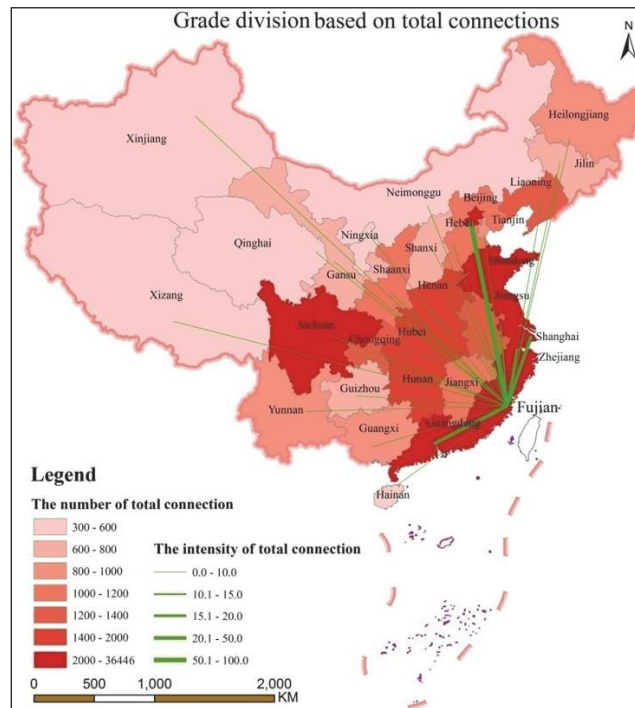 Grade division based on total connections
N
Heilongjiang
Xinjiang
Jilin
Liaoning
Neimonggu
Beijing
Tianjin
Hebei
Ningxia
Shanxi
Qinghai
Shandong
Shaanxi
Gansu
Henan
Jiangsu
Xizang
Sichuan
Hubei
Chongqing
Shanghai
Zhejiang
Hunan
Jiangxi
Guizhou
Yunnan
Fujian
Guangxi
Guangdong
Hainan
Legend
The number of total connection
300 - 600
600 - 800
800 - 1000
1000 - 1200
1200 - 1400
1400 - 2000
2000 - 36446
The intensity of total connection
0.0 - 10.0
10.1 - 15.0
15.1 - 20.0
20.1 - 50.0
50.1 - 100.0
0 500 1,000 2,000
KM